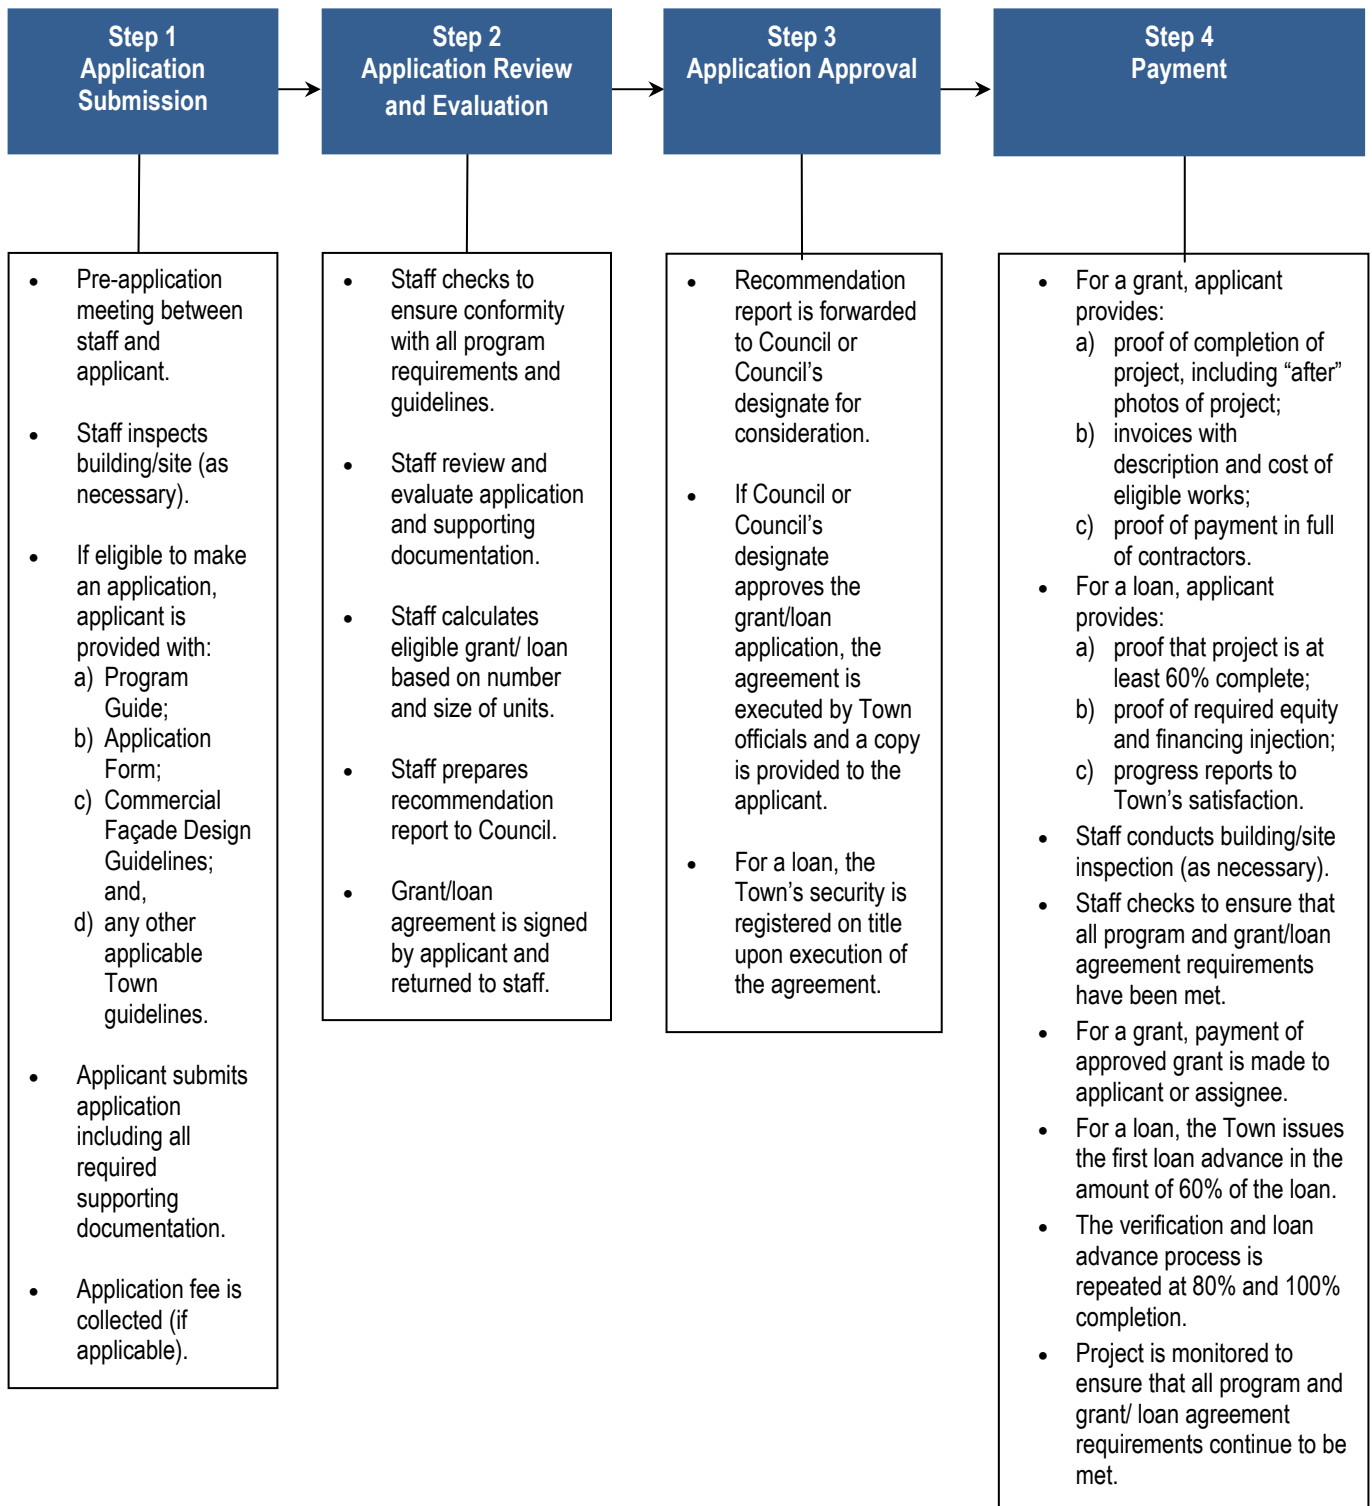 Step 1
Application
Submission
Step 2
Application Review
and Evaluation
Step 3
Application Approval
Step 4
Payment
• Pre-application
meeting between
staff and
applicant.
• Staff inspects
building/site (as
necessary).
• If eligible to make
an application,
applicant is
provided with:
a) Program
Guide;
b) Application
Form;
c) Commercial
Façade Design
Guidelines;
and,
d) any other
applicable
Town
guidelines.
• Applicant submits
application
including all
required
supporting
documentation.
• Application fee is
collected (if
applicable).
• Staff checks to
ensure conformity
with all program
requirements and
guidelines.
• Staff review and
evaluate application
and supporting
documentation.
• Staff calculates
eligible grant/ loan
based on number
and size of units.
• Staff prepares
recommendation
report to Council.
• Grant/loan
agreement is signed
by applicant and
returned to staff.
• Recommendation
report is forwarded
to Council or
Council’s
designate for
consideration.
• If Council or
Council’s
designate
approves the
grant/loan
application, the
agreement is
executed by Town
officials and a copy
is provided to the
applicant.
• For a loan, the
Town’s security is
registered on title
upon execution of
the agreement.
• For a grant, applicant
provides:
a) proof of completion of
project, including “after”
photos of project;
b) invoices with
description and cost of
eligible works;
c) proof of payment in full
of contractors.
• For a loan, applicant
provides:
a) proof that project is at
least 60% complete;
b) proof of required equity
and financing injection;
c) progress reports to
Town’s satisfaction.
• Staff conducts building/site
inspection (as necessary).
• Staff checks to ensure that
all program and grant/loan
agreement requirements
have been met.
• For a grant, payment of
approved grant is made to
applicant or assignee.
• For a loan, the Town issues
the first loan advance in the
amount of 60% of the loan.
• The verification and loan
advance process is
repeated at 80% and 100%
completion.
• Project is monitored to
ensure that all program and
grant/ loan agreement
requirements continue to be
met.